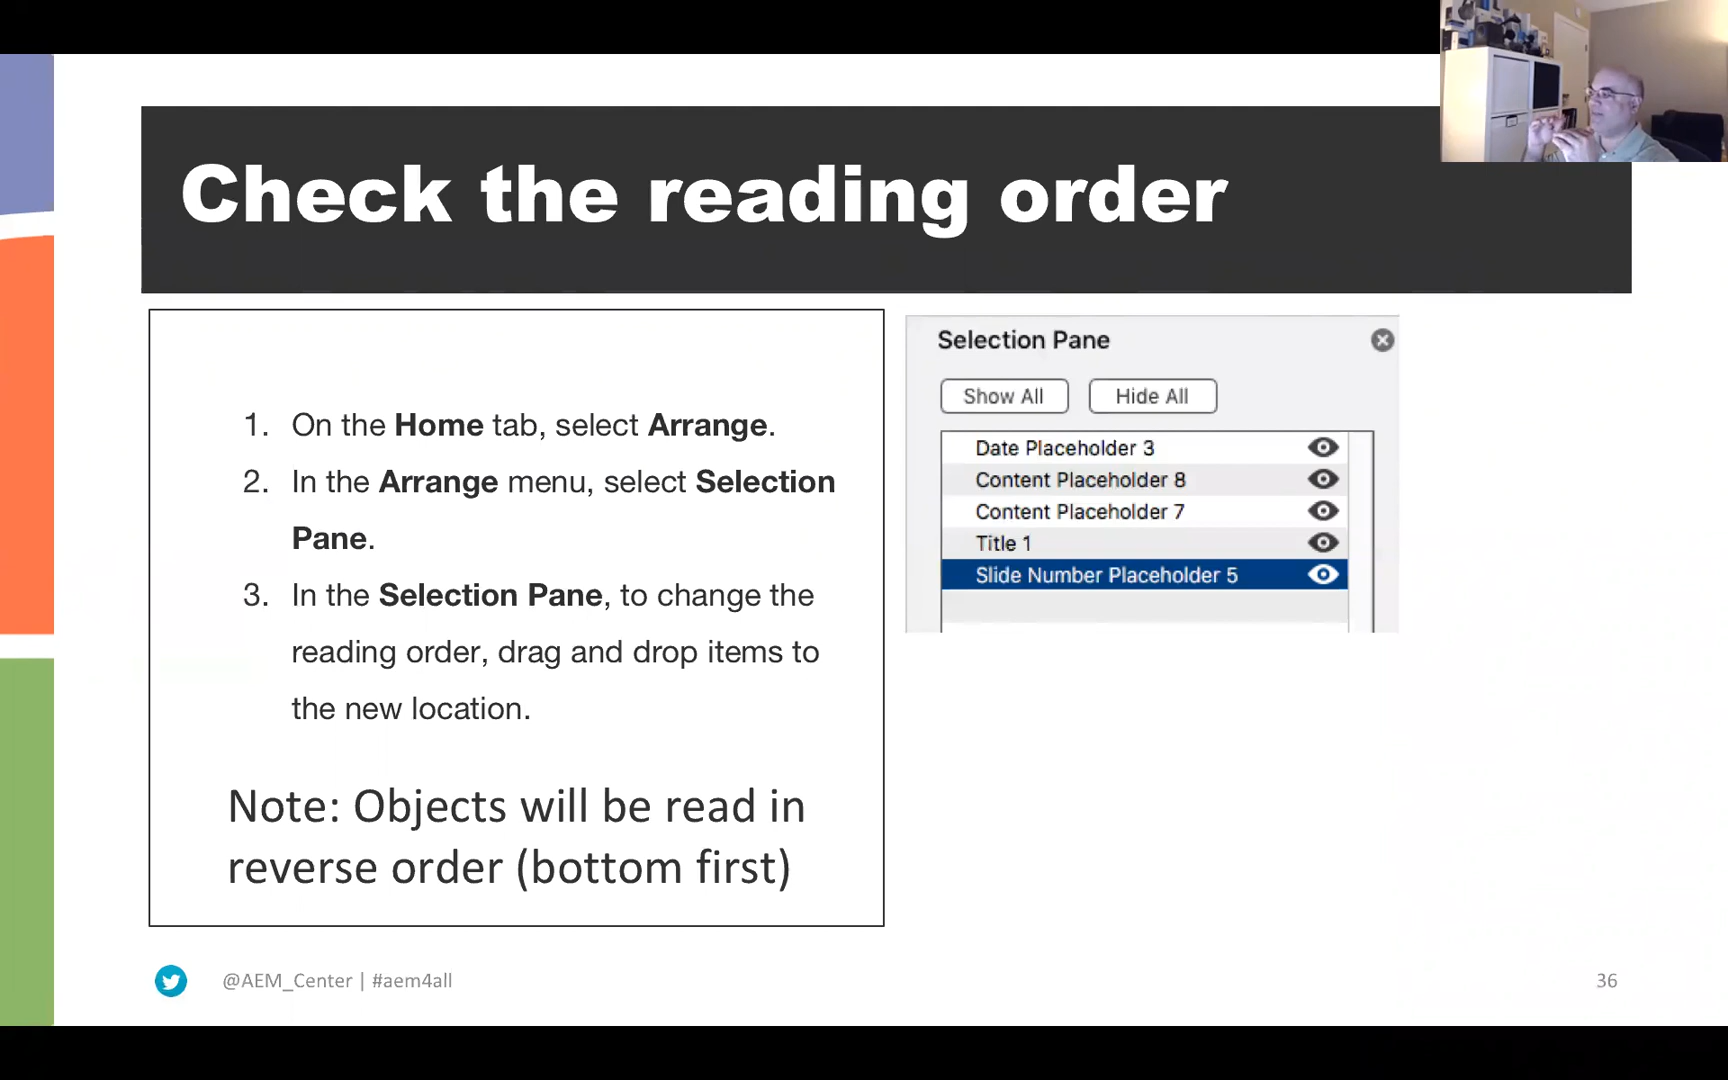 Check the reading order
1. On the Home tab, select Arrange.
2. In the Arrange menu, select Selection
Pane.
3. In the Selection Pane, to change the
reading order, drag and drop items to
the new location.
Note: Objects will be read in
reverse order (bottom first)
Selection Pane
Show All Hide All
Date Placeholder 3
Content Placeholder 8
Content Placeholder 7
Title 1
Slide Number Placeholder 5
@AEM_Center | #aem4all
36